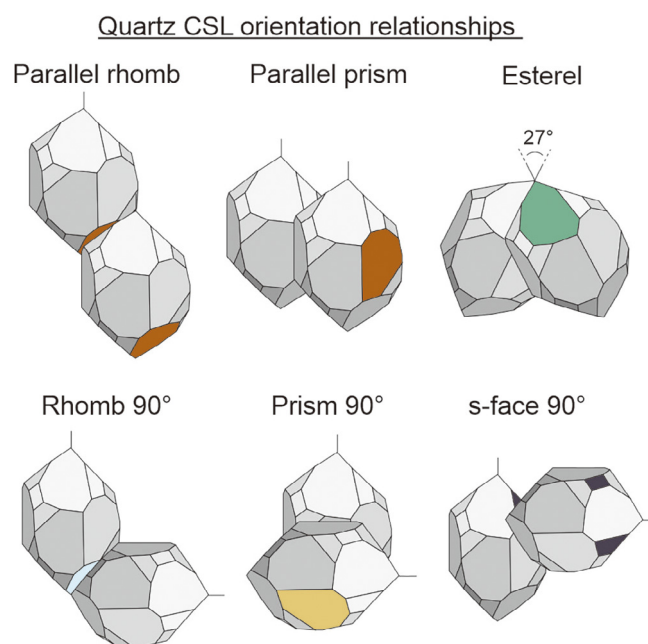 Quartz CSL orientation relationships
Parallel rhomb
Parallel prism
Esterel
27°
Rhomb 90°
Prism 90°
s-face 90°